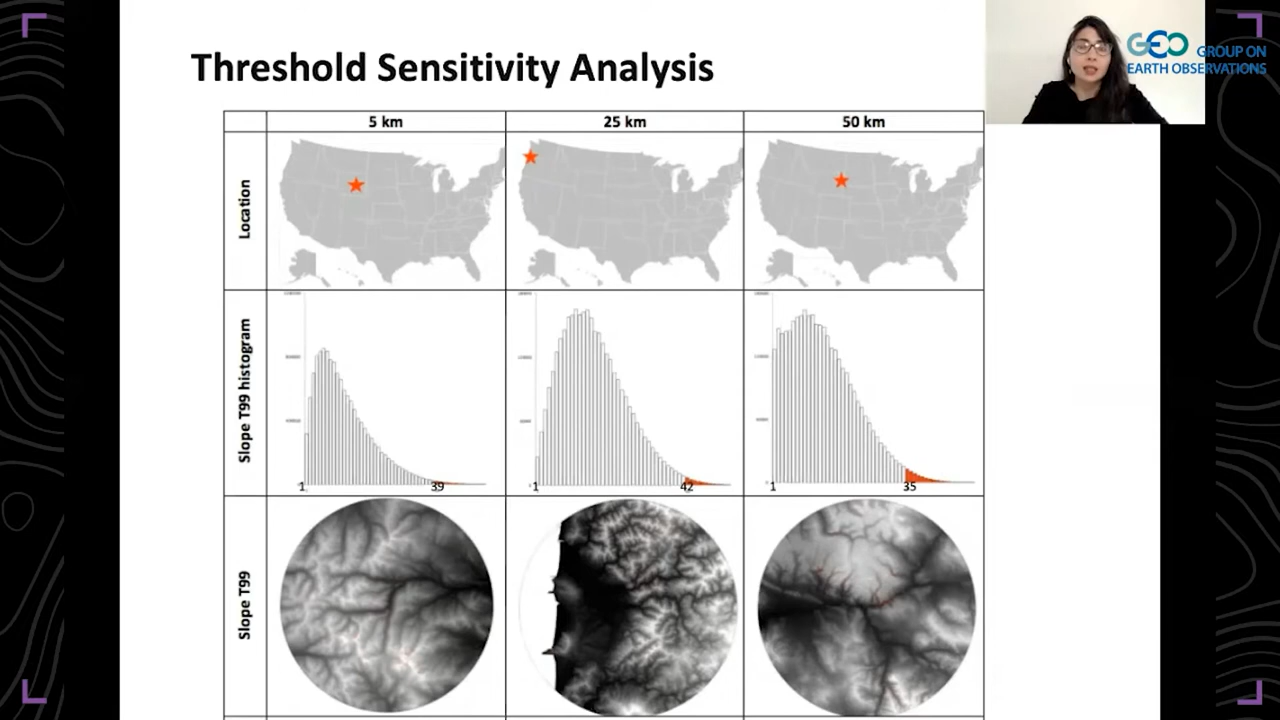 Threshold Sensitivity Analysis
GEO GROUP ON
EARTH OBSERVATIONS
5 km
25 km
50 km
Location
Slope T99 histogram
1
39
1
42
1
35
Slope T99